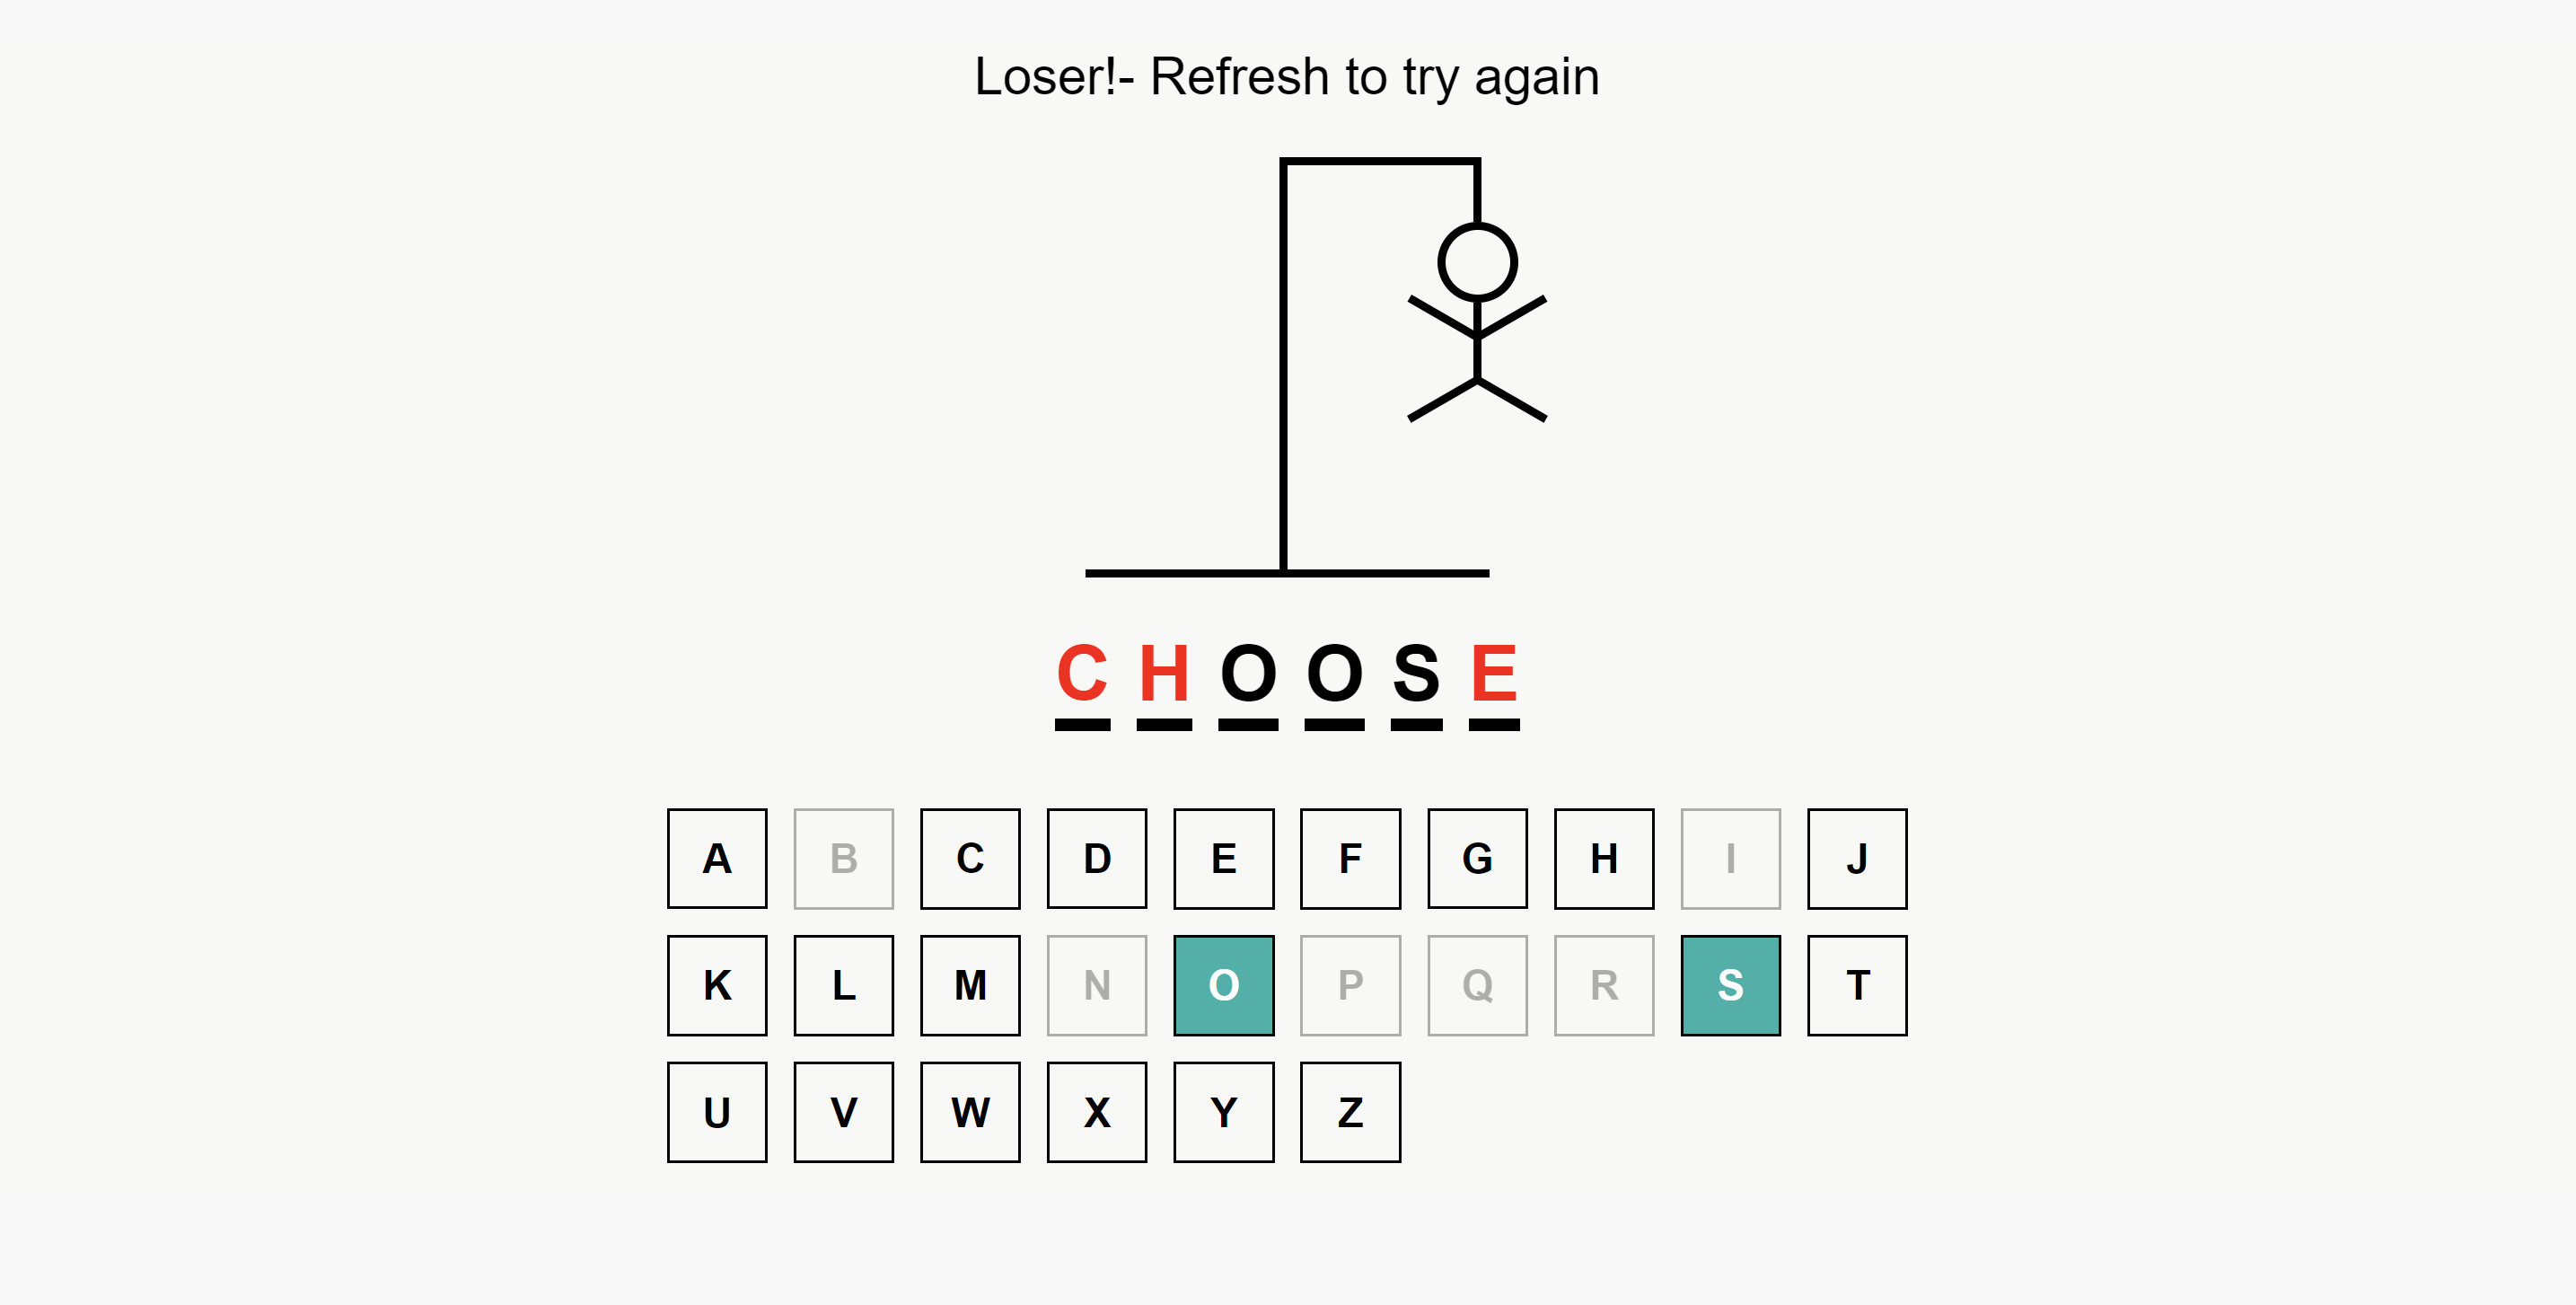 Loser!- Refresh to try again
C H O O S E
A B C D E F G H I J
K L M N O P Q R S T
U V W X Y Z